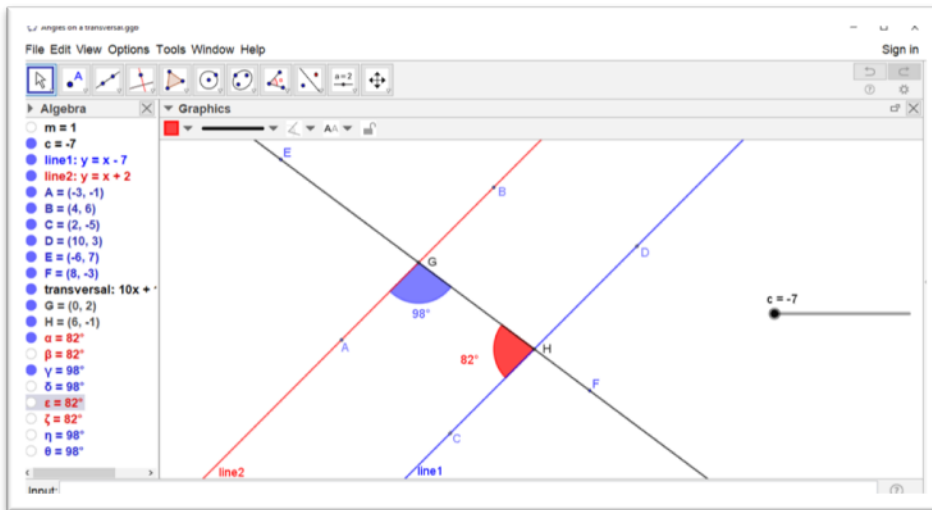 Angles on a transversal.ggb
File Edit View Options Tools Window Help
Sign in
A
a=2
Algebra
Graphics
AA
m = 1
c = -7
line1: y = x - 7
line2: y = x + 2
A = (-3, -1)
B = (4, 6)
C = (2, -5)
D = (10, 3)
E = (-6, 7)
F = (8, -3)
transversal: 10x +
G = (0, 2)
H = (6, -1)
α = 82°
β = 82°
γ = 98°
δ = 98°
ε = 82°
ζ = 82°
η = 98°
θ = 98°
E
B
G
D
98°
c = -7
A
82°
H
F
C
line2
line1
Input: